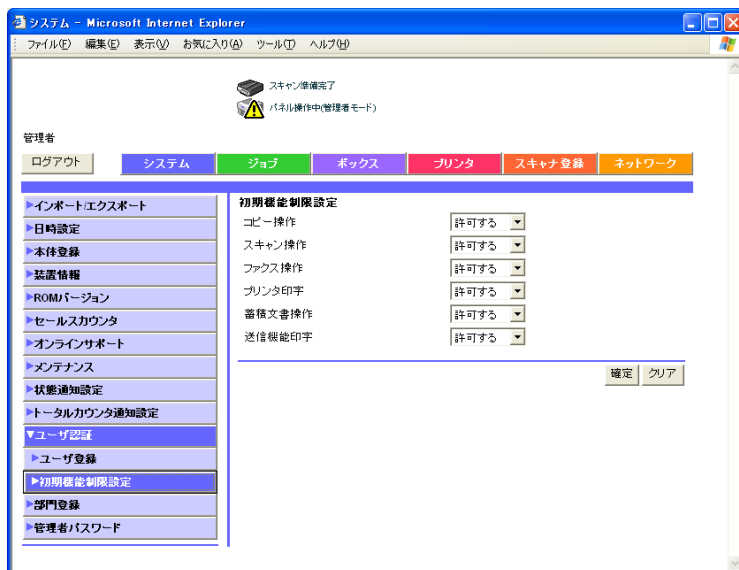 システム - Microsoft Internet Explorer
ファイル(F) 編集(E) 表示(V) お気に入り(A) ツール(T) ヘルプ(H)
スキャン準備完了
パネル操作中(管理者モード)
管理者
ログアウト システム ジョブ ボックス プリンタ スキャナ登録 ネットワーク
インポート/エクスポート
日時設定
本体登録
装置情報
ROMバージョン
セールスカウンタ
オンラインサポート
メンテナンス
状態通知設定
トータルカウンタ通知設定
ユーザ認証
ユーザ登録
初期機能制限設定
部門登録
管理者パスワード
初期機能制限設定
コピー操作 許可する
スキャン操作 許可する
ファクス操作 許可する
プリンタ印字 許可する
蓄積文書操作 許可する
送信機能印字 許可する
確定 クリア